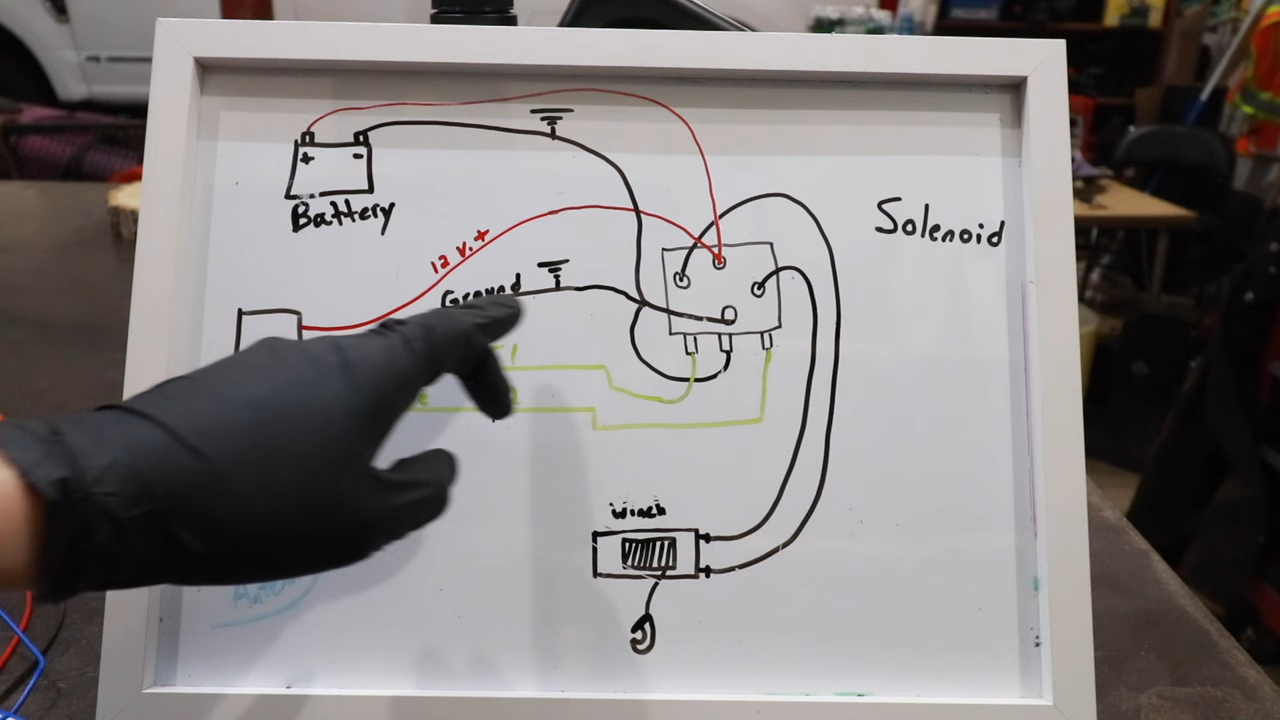 + -
Battery
Solenoid
12 V. +
Ground
Winch